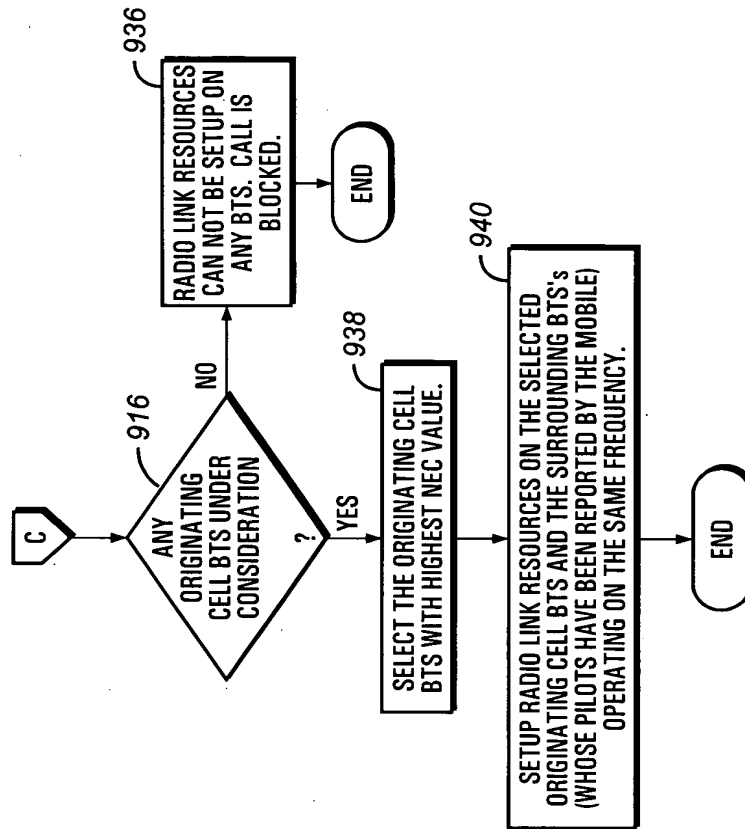 C
916
ANY
ORIGINATING
CELL BTS UNDER
CONSIDERATION
?
NO
936
RADIO LINK RESOURCES
CAN NOT BE SETUP ON
ANY BTS. CALL IS
BLOCKED.
END
YES
938
SELECT THE ORIGINATING CELL
BTS WITH HIGHEST NEC VALUE.
940
SETUP RADIO LINK RESOURCES ON THE SELECTED
ORIGINATING CELL BTS AND THE SURROUNDING BTS's
(WHOSE PILOTS HAVE BEEN REPORTED BY THE MOBILE)
OPERATING ON THE SAME FREQUENCY.
END